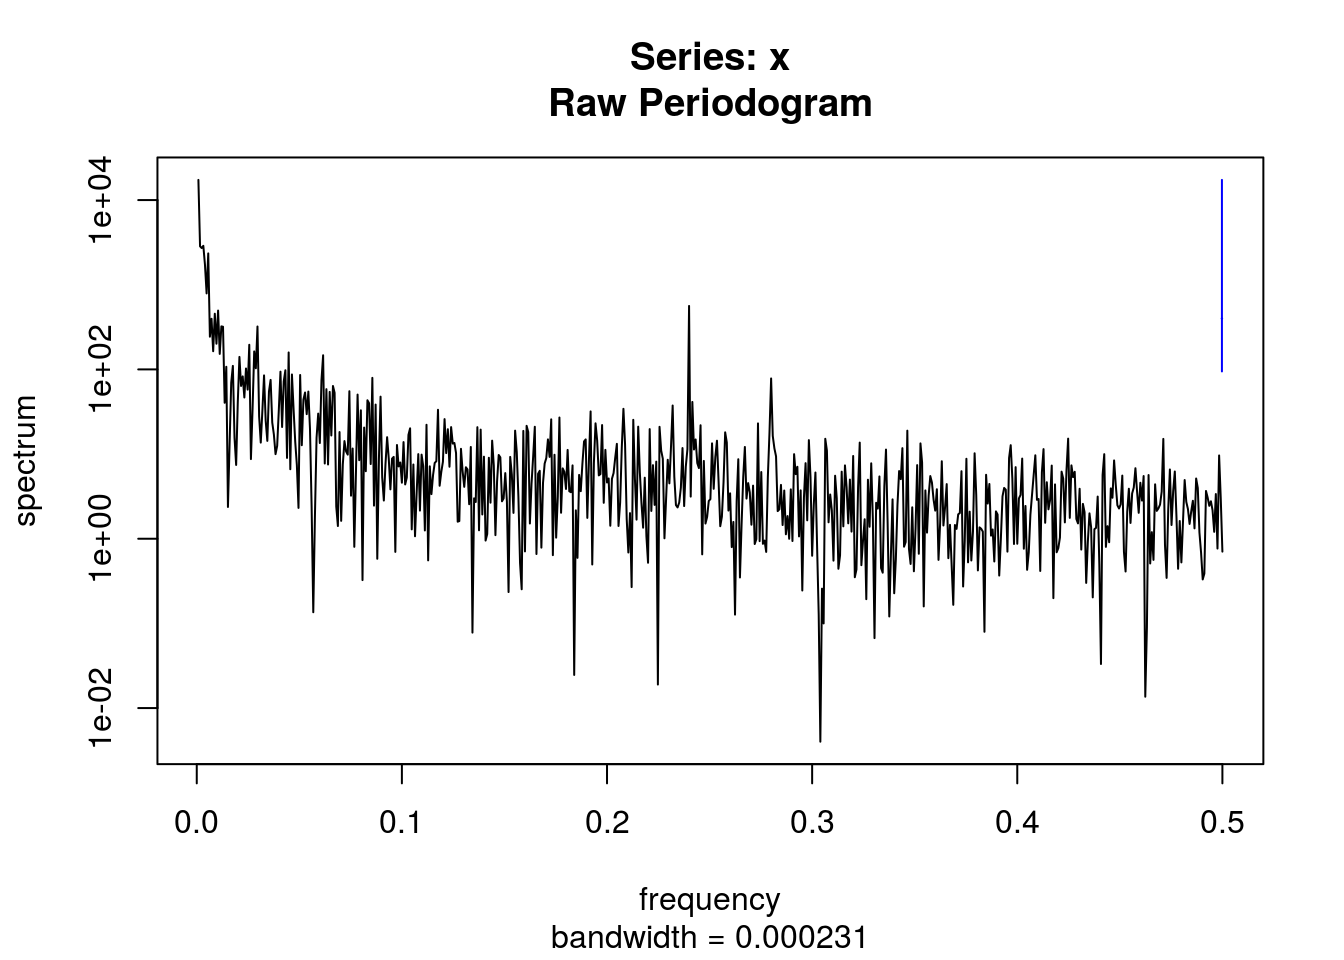 Series: x
Raw Periodogram
spectrum
1e+04
1e+02
1e+00
1e-02
0.0 0.1 0.2 0.3 0.4 0.5
frequency
bandwidth = 0.000231